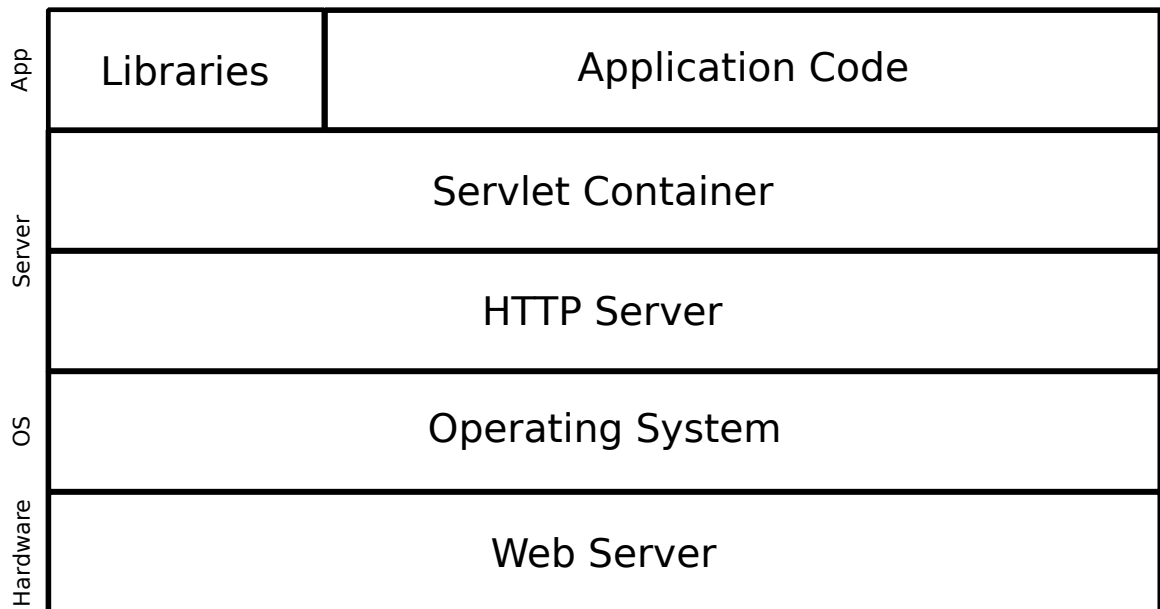 App
Libraries
Application Code
Server
Servlet Container
HTTP Server
OS
Operating System
Hardware
Web Server